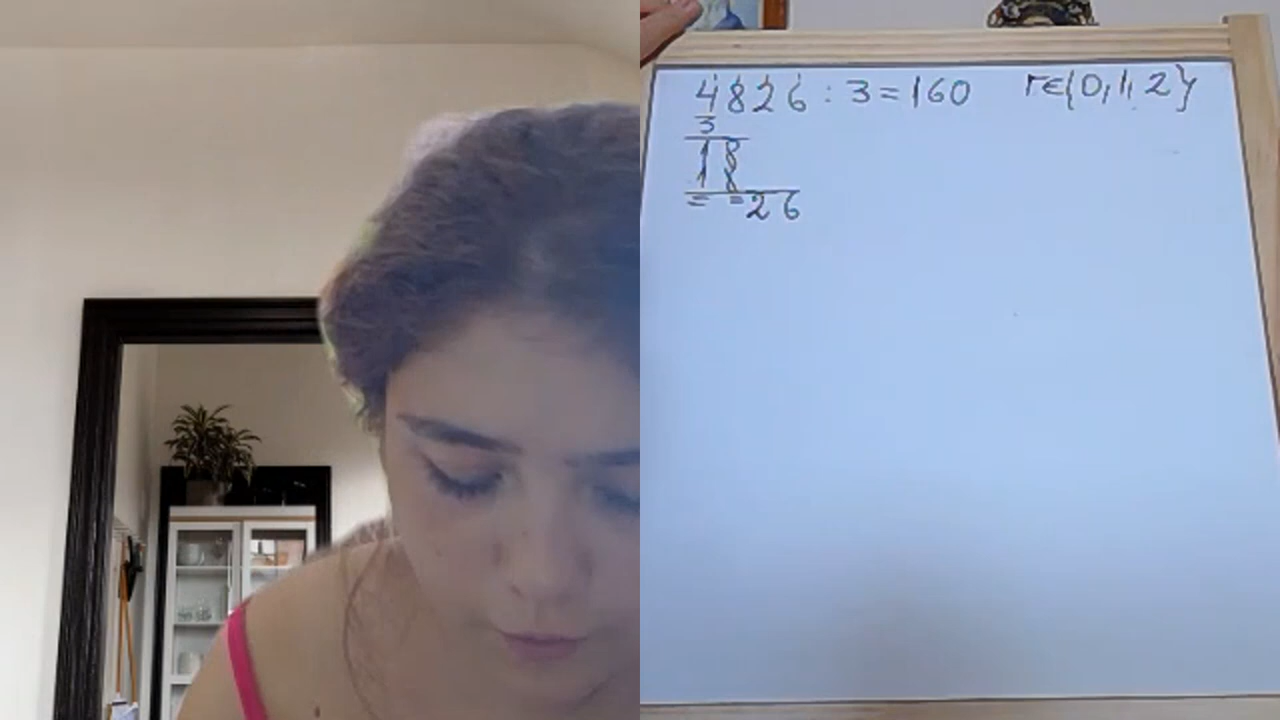 4826 : 3 = 160 r∈{0,1,2}
3
18
18
= = 26